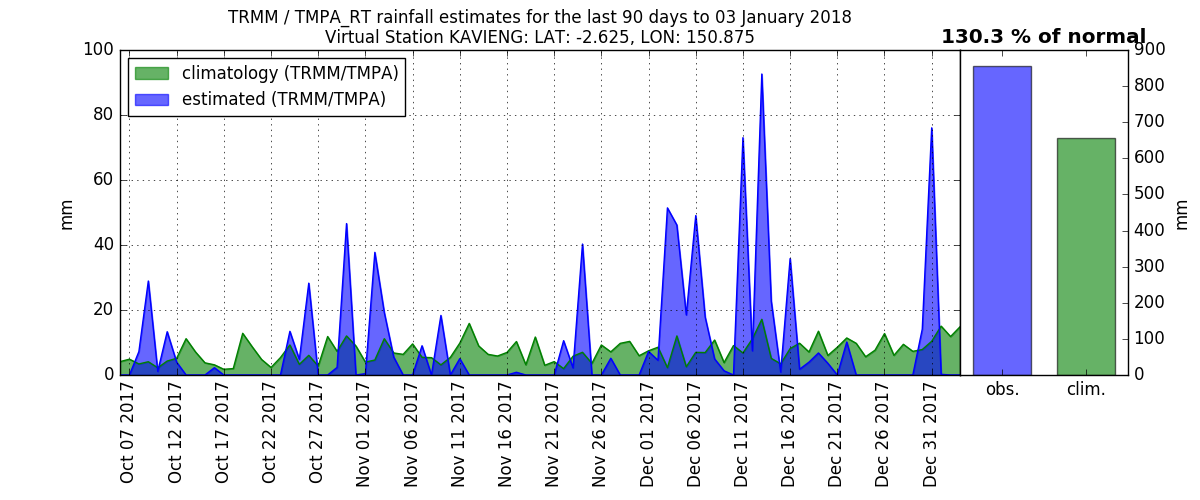 TRMM / TMPA_RT rainfall estimates for the last 90 days to 03 January 2018
Virtual Station KAVIENG: LAT: -2.625, LON: 150.875
130.3 % of normal
climatology (TRMM/TMPA)
estimated (TRMM/TMPA)
100
80
60
40
20
0
mm
900
800
700
600
500
400
300
200
100
0
mm
obs.
clim.
Oct 07 2017
Oct 12 2017
Oct 17 2017
Oct 22 2017
Oct 27 2017
Nov 01 2017
Nov 06 2017
Nov 11 2017
Nov 16 2017
Nov 21 2017
Nov 26 2017
Dec 01 2017
Dec 06 2017
Dec 11 2017
Dec 16 2017
Dec 21 2017
Dec 26 2017
Dec 31 2017